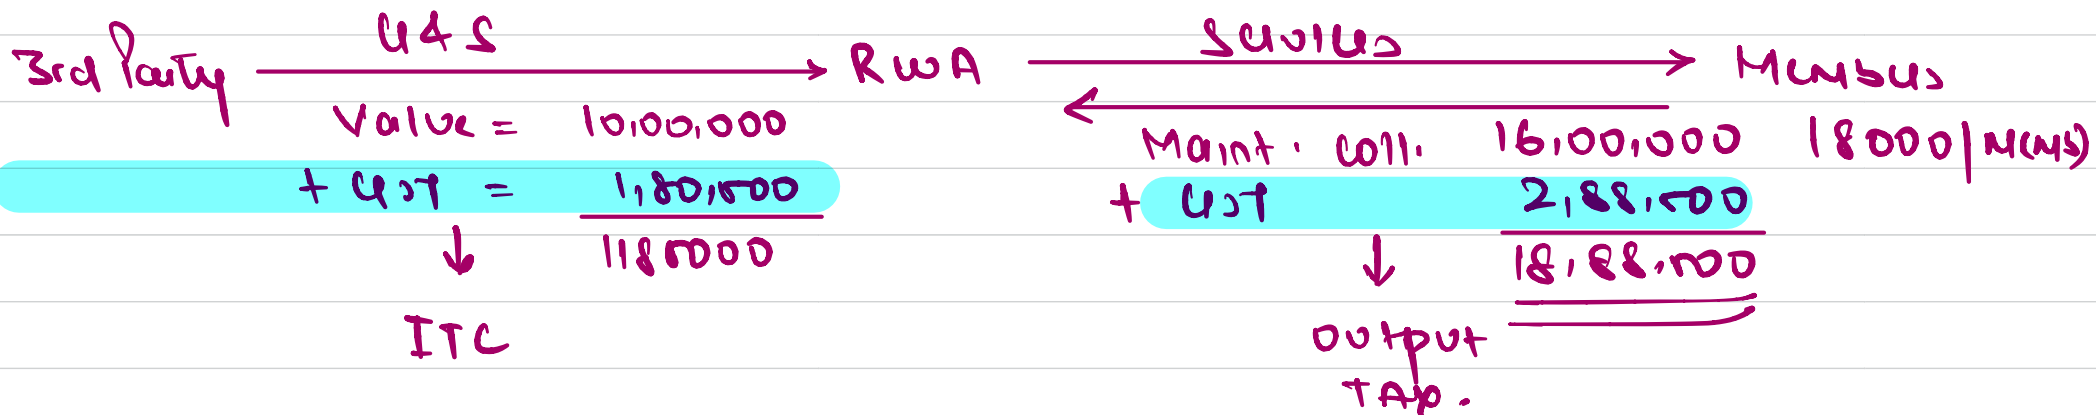 G&S Services
3rd Party RWA Members
Value = 10,00,000 Maint. coll. 16,00,000 18000/Memb)
+ GST = 1,80,000 + GST 2,88,000
1180000 18,88,000
ITC output
TAX.